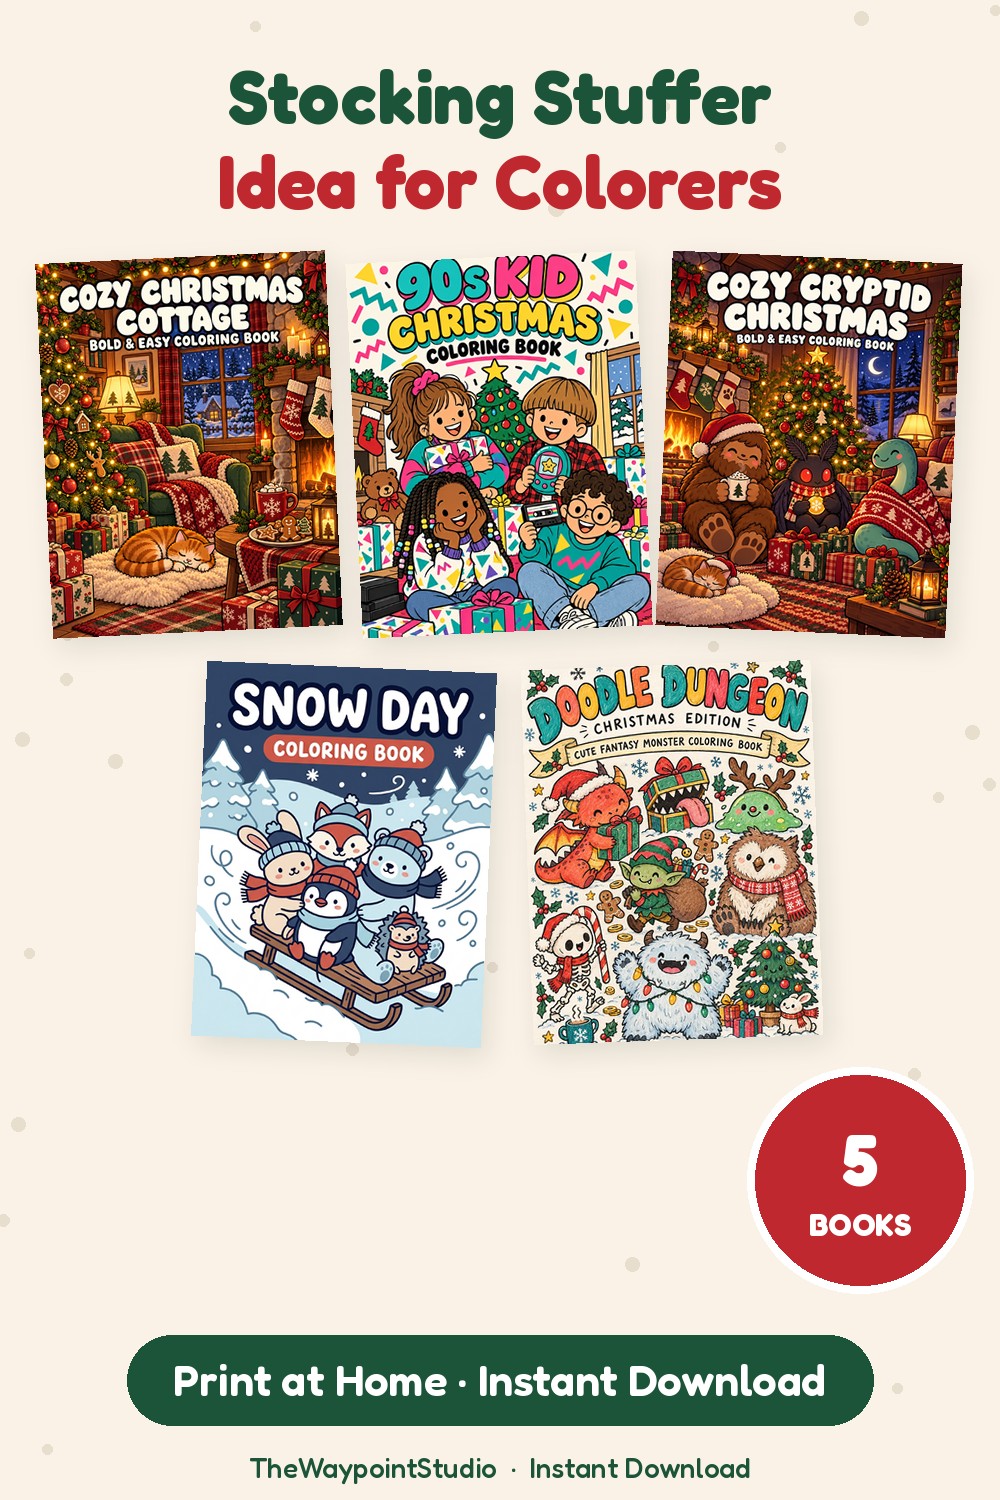 Stocking Stuffer
Idea for Colorers
COZY CHRISTMAS
COTTAGE
BOLD & EASY COLORING BOOK
90s KID
CHRISTMAS
COLORING BOOK
COZY CRYPTID
CHRISTMAS
BOLD & EASY COLORING BOOK
SNOW DAY
COLORING BOOK
DOODLE DUNGEON
CHRISTMAS EDITION
CUTE FANTASY MONSTER COLORING BOOK
5
BOOKS
Print at Home · Instant Download
TheWaypointStudio · Instant Download